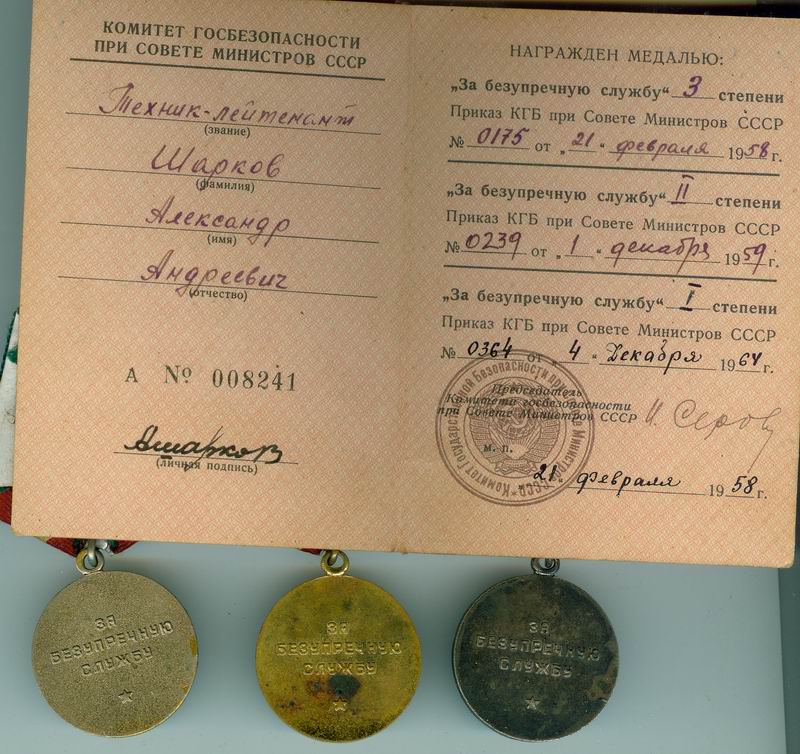 КОМИТЕТ ГОСБЕЗОПАСНОСТИ
ПРИ СОВЕТЕ МИНИСТРОВ СССР
Техник-лейтенант
(звание)
Шарков
(фамилия)
Александр
(имя)
Андреевич
(отчество)
А № 008241
Ашарков
(личная подпись)
НАГРАЖДЕН МЕДАЛЬЮ:
„За безупречную службу“ 3 степени
Приказ КГБ при Совете Министров СССР
№ 0175 от „21“ февраля 1958 г.
„За безупречную службу“ II степени
Приказ КГБ при Совете Министров СССР
№ 0239 от „1“ декабря 1959 г.
„За безупречную службу“ I степени
Приказ КГБ при Совете Министров СССР
№ 0364 от „4“ Декабря 1964 г.
Председатель
Комитета госбезопасности
при Совете Министров СССР И. Серов
м. п.
„21“ февраля 1958 г.
ЗА
БЕЗУПРЕЧНУЮ
СЛУЖБУ
ЗА
БЕЗУПРЕЧНУЮ
СЛУЖБУ
ЗА
БЕЗУПРЕЧНУЮ
СЛУЖБУ